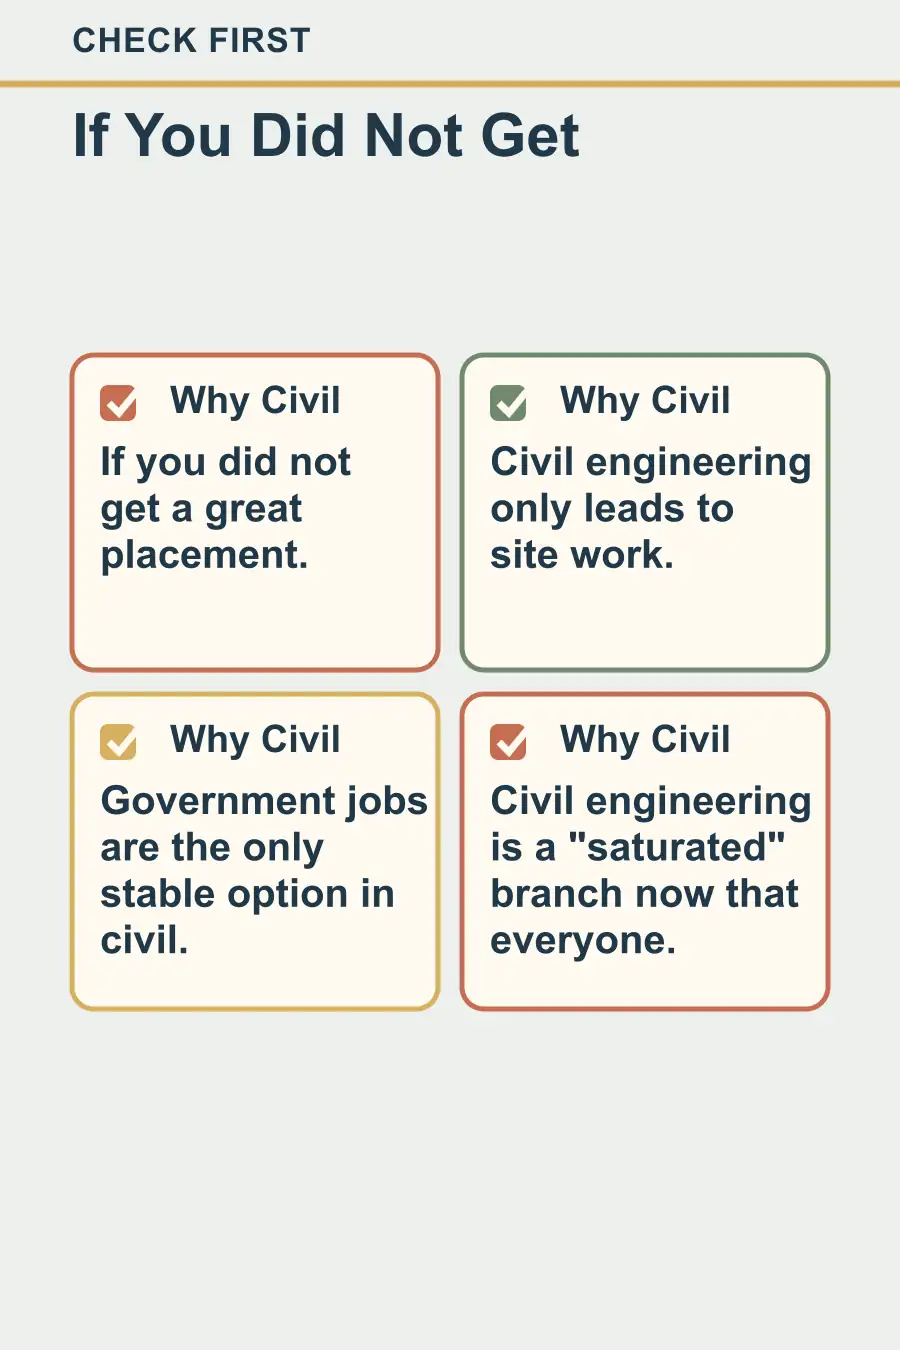 CHECK FIRST
If You Did Not Get
Why Civil
If you did not
get a great
placement.
Why Civil
Civil engineering
only leads to
site work.
Why Civil
Government jobs
are the only
stable option in
civil.
Why Civil
Civil engineering
is a "saturated"
branch now that
everyone.